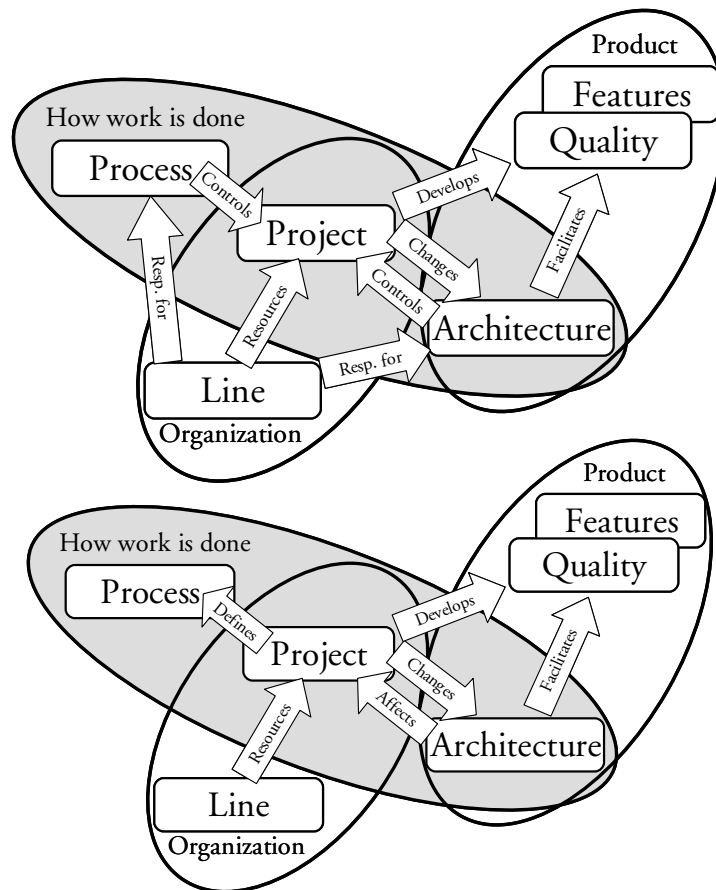 Product
Features
Quality
How work is done
Process
Controls
Develops
Project
Changes
Facilitates
Controls
Resp. for
Resources
Architecture
Resp. for
Line
Organization
Product
Features
Quality
How work is done
Process
Defines
Develops
Project
Changes
Facilitates
Affects
Resources
Architecture
Line
Organization